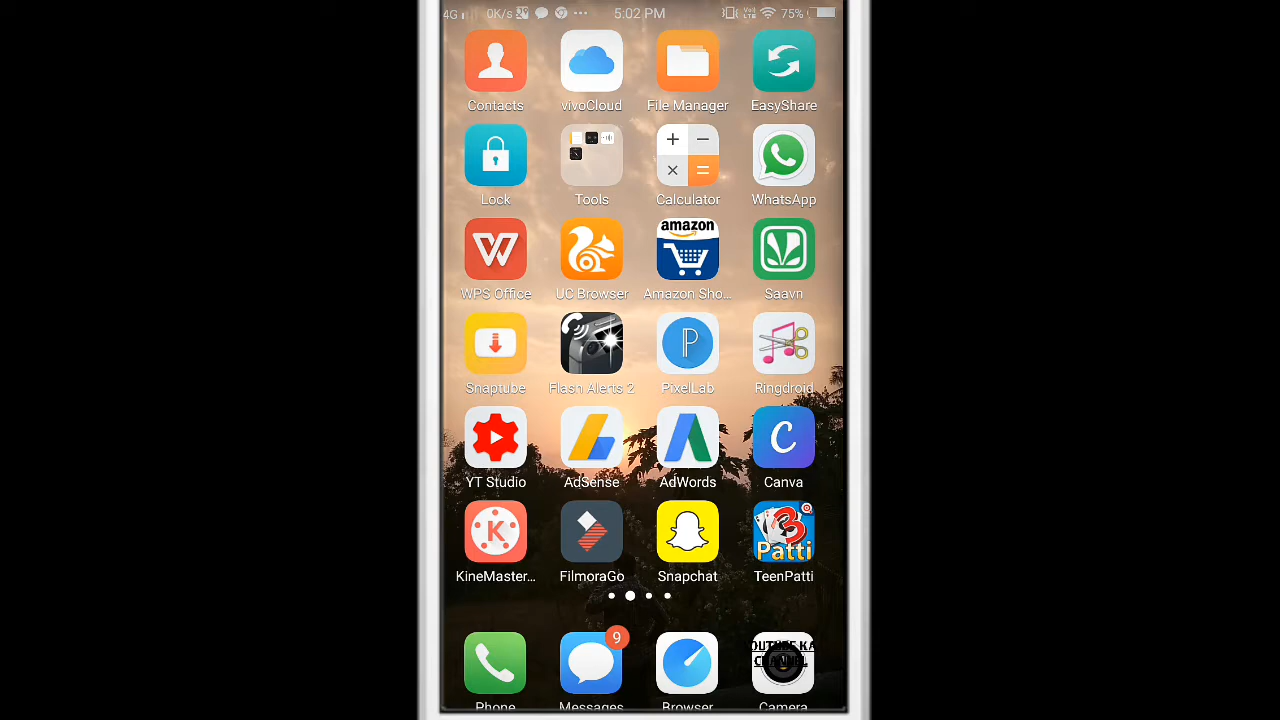 4G 0K/s 5:02 PM VoLTE 75%
Contacts vivoCloud File Manager EasyShare
Lock Tools Calculator WhatsApp
amazon
WPS Office UC Browser Amazon Sho... Saavn
Snaptube Flash Alerts 2 PixelLab Ringdroid
YT Studio AdSense AdWords Canva
3
Patti
KineMaster... FilmoraGo Snapchat TeenPatti
9
Phone Messages Browser Camera